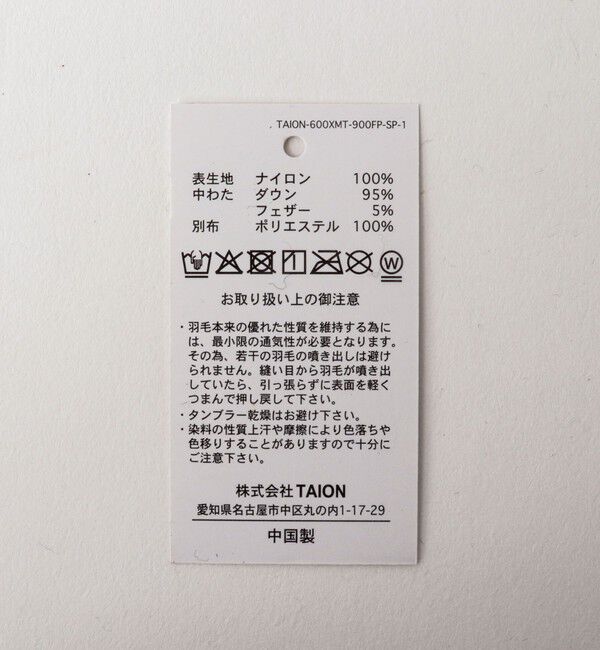 TAION-600XMT-900FP-SP-1
表生地 ナイロン 100%
中わた ダウン 95%
フェザー 5%
別布 ポリエステル 100%
W
お取り扱い上の御注意
・羽毛本来の優れた性質を維持する為に
は、最小限の通気性が必要となります。
その為、若干の羽毛の噴き出しは避け
られません。縫い目から羽毛が噴き出
していたら、引っ張らずに表面を軽く
つまんで押し戻して下さい。
・タンブラー乾燥はお避け下さい。
・染料の性質上汗や摩擦により色落ちや
色移りすることがありますので十分に
ご注意下さい。
株式会社 TAION
愛知県名古屋市中区丸の内1-17-29
中国製